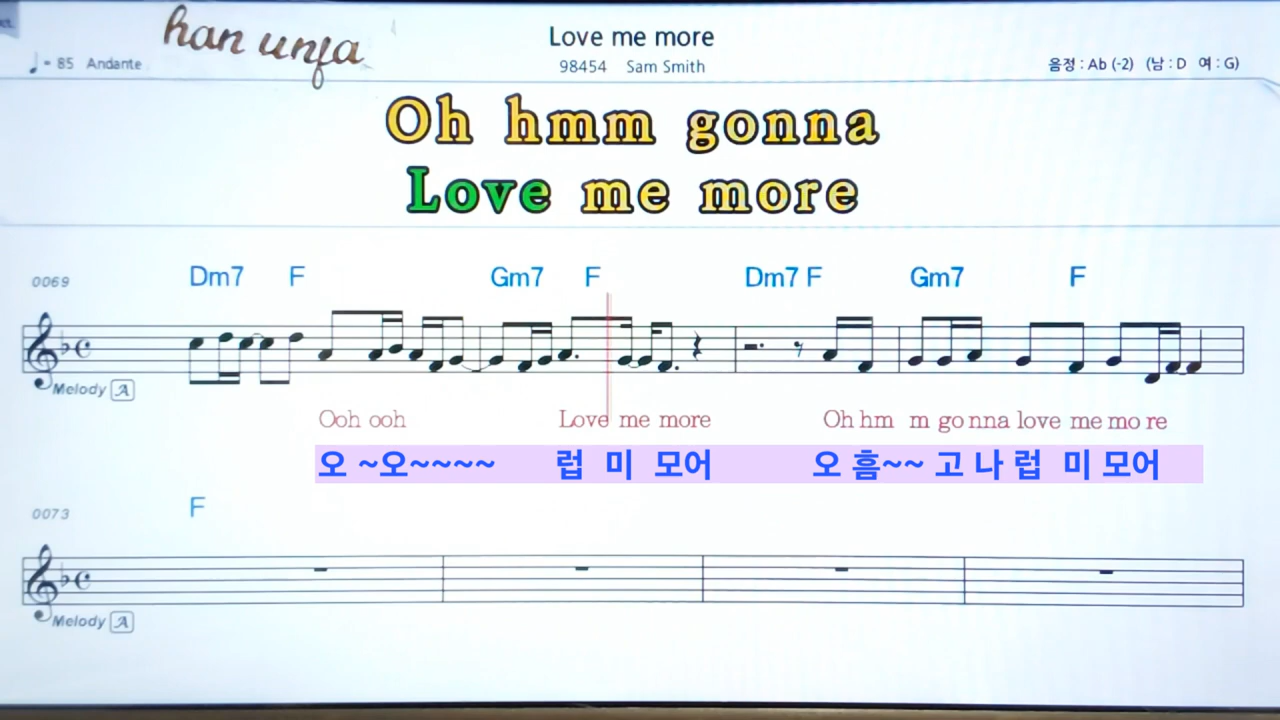 han unfa
Love me more
♩= 85 Andante
98454 Sam Smith
음정 : Ab (-2) (남 : D 여 : G)
Oh hmm gonna
Love me more
0069 Dm7 F Gm7 F Dm7 F Gm7 F
Melody A
Ooh ooh Love me more Oh hm m go nna love me mo re
오 ~오~~~~ 럽 미 모어 오 흠~~ 고 나 럽 미 모어
0073 F
Melody A